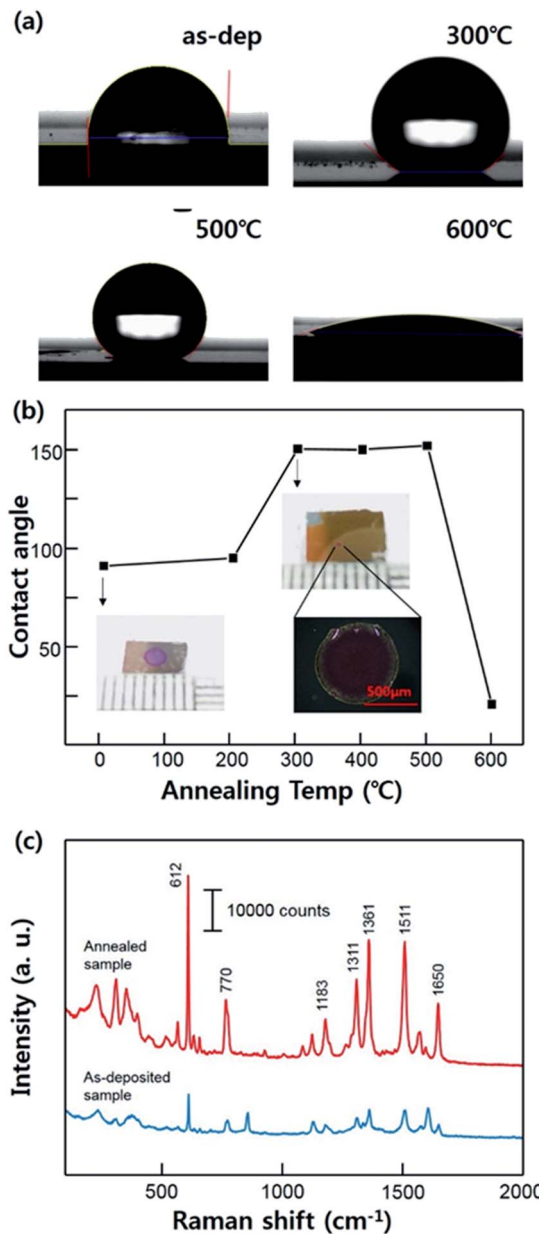 (a)
as-dep
300℃
500℃
600℃
(b)
150
100
50
Contact angle
500μm
0 100 200 300 400 500 600
Annealing Temp (℃)
(c)
612
10000 counts
Annealed
sample
770
1183
1311
1361
1511
1650
As-deposited
sample
Intensity (a. u.)
500 1000 1500 2000
Raman shift (cm⁻¹)